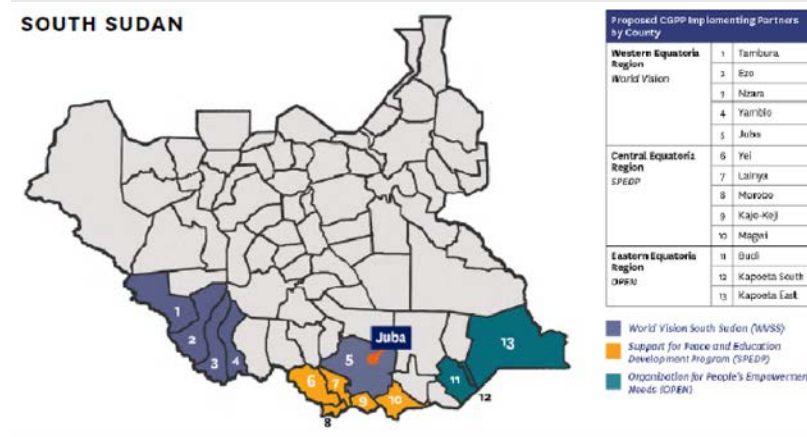 SOUTH SUDAN
Proposed CGPP Implementing Partners
by County
Western Equatoria
Region
World Vision
1 Tambura
2 Ezo
3 Nzara
4 Yambio
5 Juba
Central Equatoria
Region
SPEDP
6 Yei
7 Lainya
8 Morobo
9 Kajo-Keji
10 Magwi
Eastern Equatoria
Region
OPEN
11 Budi
12 Kapoeta South
13 Kapoeta East
World Vision South Sudan (WVSS)
Support for Peace and Education
Development Program (SPEDP)
Organization for People's Empowermen
Needs (OPEN)
1
2
3
4
5
Juba
6
7
8
9
10
11
12
13